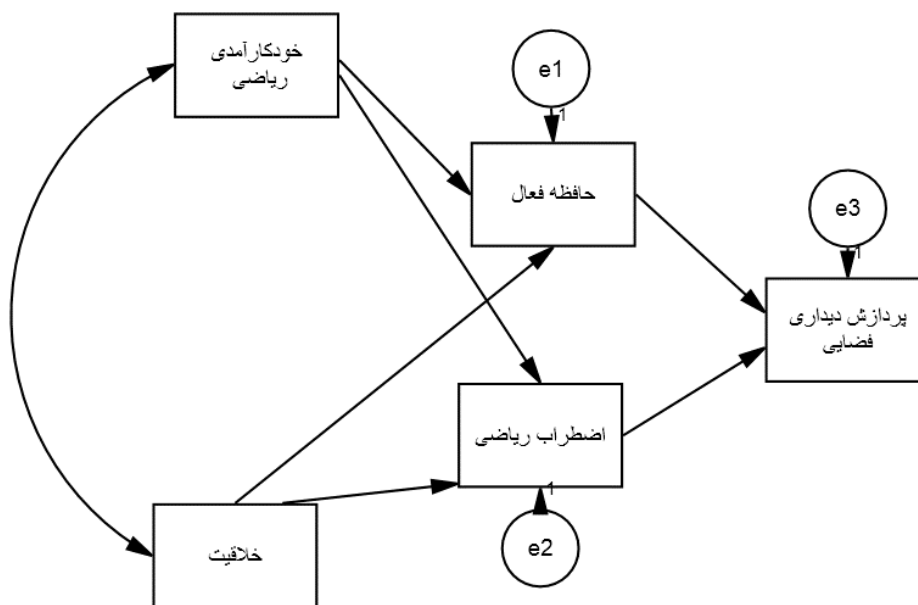 خودکارآمدی
ریاضی
e1
1
حافظه فعال
e3
1
پردازش دیداری
فضایی
اضطراب ریاضی
1
e2
خلاقیت